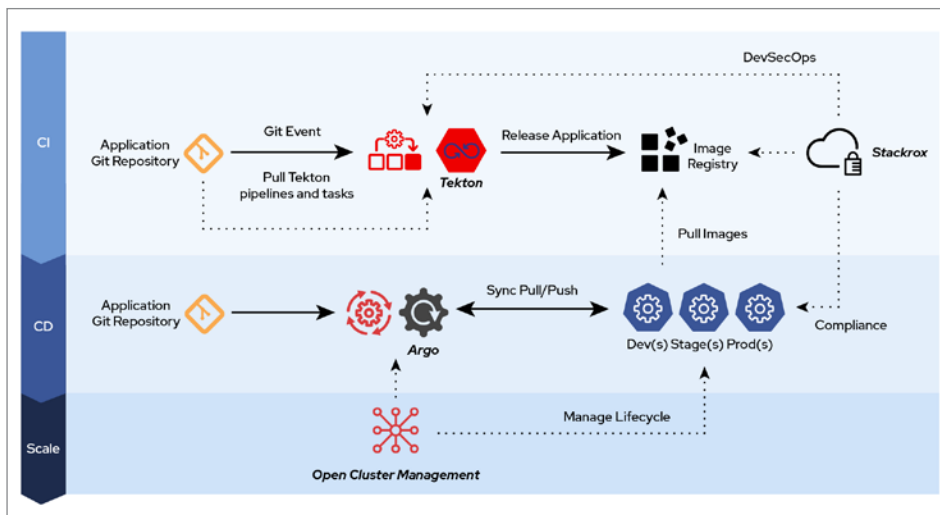 DevSecOps
CI
Application
Git Repository
Git Event
Pull Tekton
pipelines and tasks
Tekton
Release Application
Image
Registry
Stackrox
Pull Images
CD
Application
Git Repository
Argo
Sync Pull/Push
Dev(s) Stage(s) Prod(s)
Compliance
Scale
Manage Lifecycle
Open Cluster Management